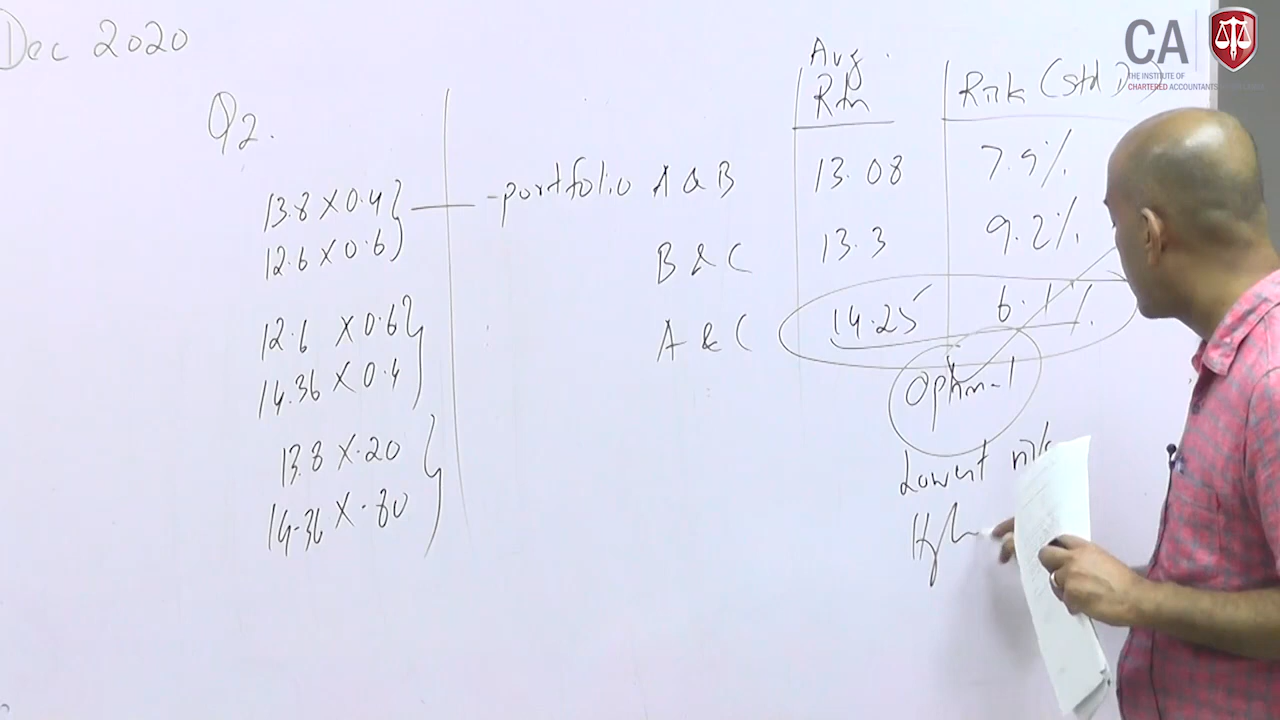 Dec 2020
CA
THE INSTITUTE OF
CHARTERED ACCOUNTANTS
Q2.
Avg.
Rtn
Risk (std D)
13.8 X 0.4
12.6 X 0.6
- portfolio A & B 13.08 7.9%
B & C 13.3 9.2%
A & C 14.25 6.1%
12.6 X 0.6
14.36 X 0.4
13.8 X .20
14.36 X .80
Optimal
Lowest risk
High